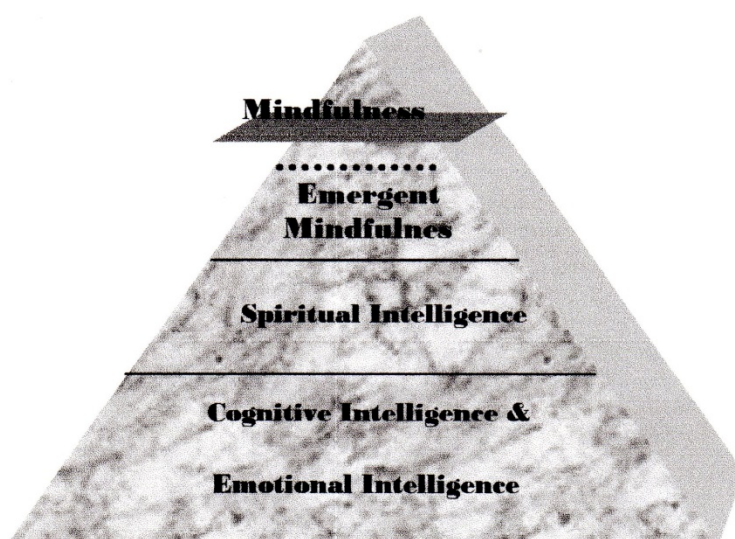 Mindfulness
Emergent
Mindfulnes
Spiritual Intelligence
Cognitive Intelligence &
Emotional Intelligence